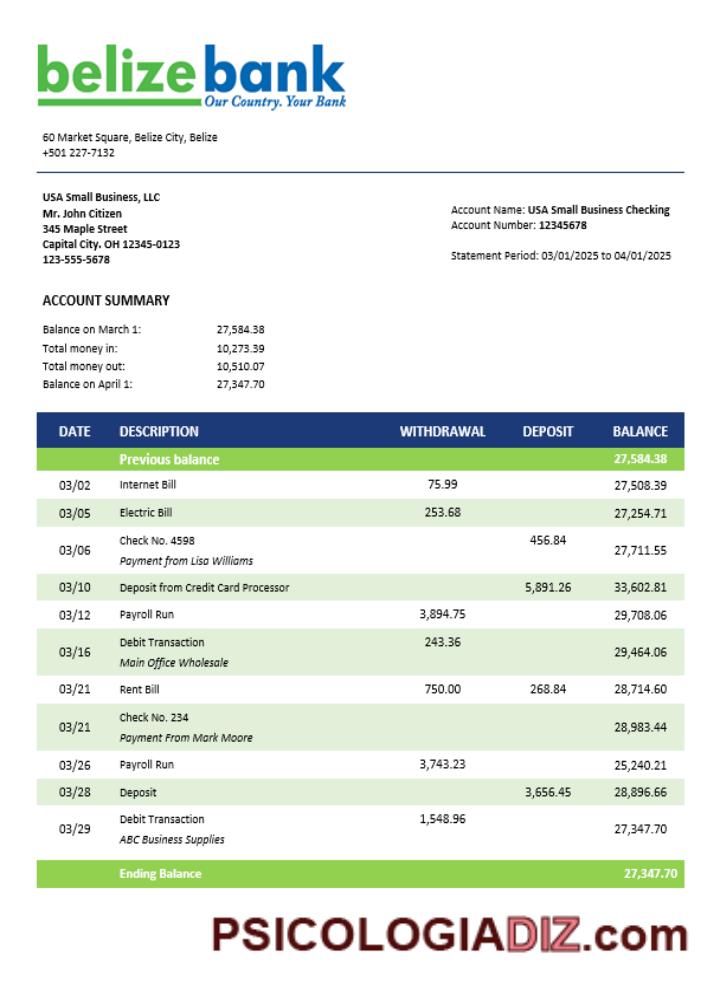 belizebank
Our Country. Your Bank
60 Market Square, Belize City, Belize
+501 227-7132
USA Small Business, LLC
Mr. John Citizen
345 Maple Street
Capital City. OH 12345-0123
123-555-5678
Account Name: USA Small Business Checking
Account Number: 12345678
Statement Period: 03/01/2025 to 04/01/2025
ACCOUNT SUMMARY
Balance on March 1: 27,584.38
Total money in: 10,273.39
Total money out: 10,510.07
Balance on April 1: 27,347.70
DATE DESCRIPTION WITHDRAWAL DEPOSIT BALANCE
Previous balance 27,584.38
03/02 Internet Bill 75.99 27,508.39
03/05 Electric Bill 253.68 27,254.71
03/06 Check No. 4598 456.84 27,711.55
Payment from Lisa Williams
03/10 Deposit from Credit Card Processor 5,891.26 33,602.81
03/12 Payroll Run 3,894.75 29,708.06
03/16 Debit Transaction 243.36 29,464.06
Main Office Wholesale
03/21 Rent Bill 750.00 268.84 28,714.60
03/21 Check No. 234 28,983.44
Payment From Mark Moore
03/26 Payroll Run 3,743.23 25,240.21
03/28 Deposit 3,656.45 28,896.66
03/29 Debit Transaction 1,548.96 27,347.70
ABC Business Supplies
Ending Balance 27,347.70
PSICOLOGIADIZ.com